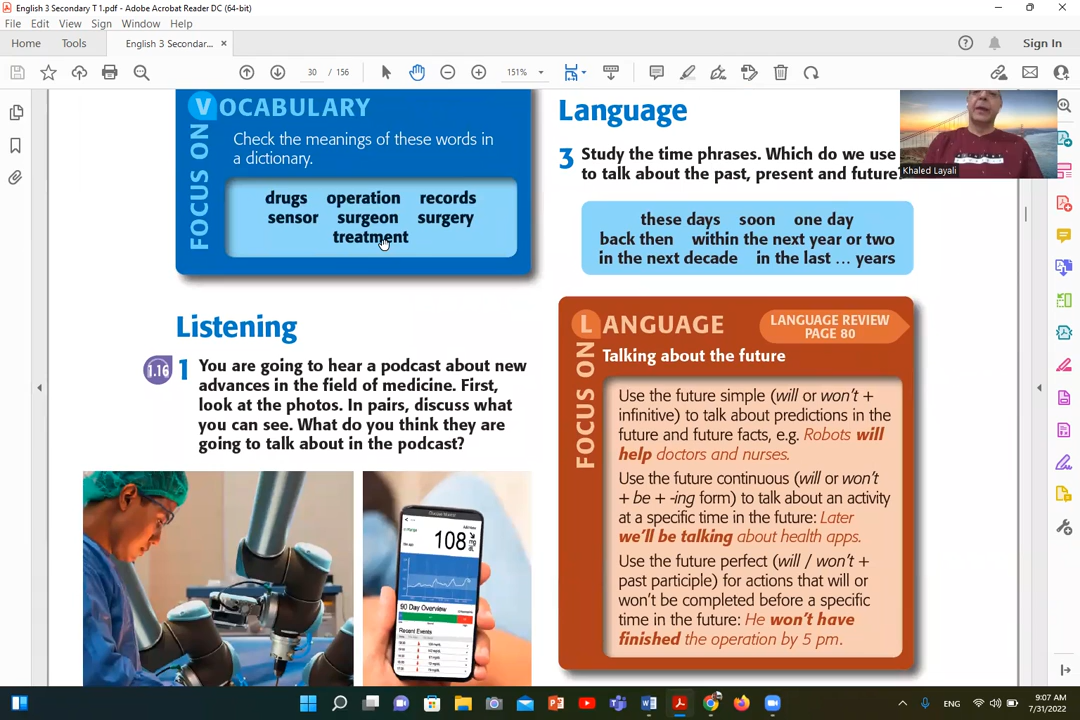 English 3 Secondary T 1.pdf - Adobe Acrobat Reader DC (64-bit)
File Edit View Sign Window Help
Home Tools English 3 Secondar... ×
Sign In
30 / 156
151%
FOCUS ON
VOCABULARY
Check the meanings of these words in
a dictionary.
drugs operation records
sensor surgeon surgery
treatment
Listening
1.16
1 You are going to hear a podcast about new
advances in the field of medicine. First,
look at the photos. In pairs, discuss what
you can see. What do you think they are
going to talk about in the podcast?
108
90 Day Overview
Recent Events
Language
3 Study the time phrases. Which do we use
to talk about the past, present and future
these days soon one day
back then within the next year or two
in the next decade in the last ... years
FOCUS ON
LANGUAGE
LANGUAGE REVIEW
PAGE 80
Talking about the future
Use the future simple (will or won't +
infinitive) to talk about predictions in the
future and future facts, e.g. Robots will
help doctors and nurses.
Use the future continuous (will or won't
+ be + -ing form) to talk about an activity
at a specific time in the future: Later
we'll be talking about health apps.
Use the future perfect (will / won't +
past participle) for actions that will or
won't be completed before a specific
time in the future: He won't have
finished the operation by 5 pm.
Khaled Layali
ENG
9:07 AM
7/31/2022